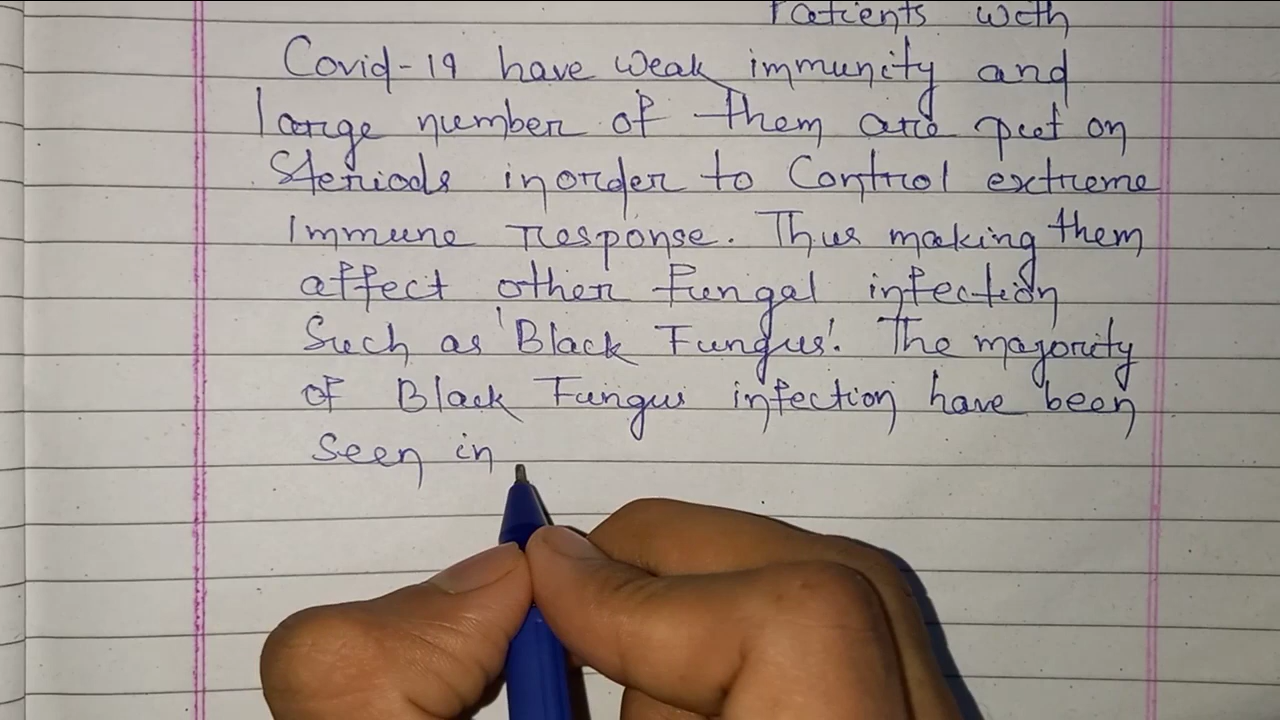 Patients with
Covid-19 have weak immunity and
large number of them are put on
Steriods inorder to Control extreme
Immune response. Thus making them
affect other fungal infection
Such as 'Black Fungus'. The majority
of Black Fungus infection have been
seen in